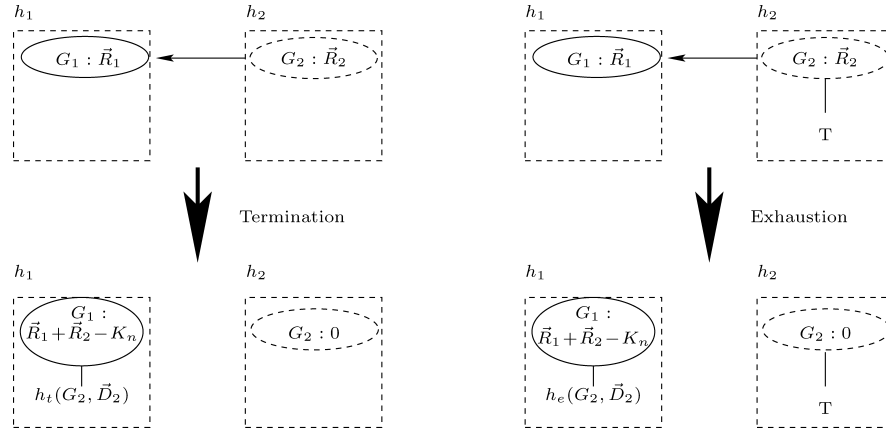 h₁ h₂ h₁ h₂
G₁ : R⃗₁ G₂ : R⃗₂ G₁ : R⃗₁ G₂ : R⃗₂
T
Termination Exhaustion
h₁ h₂ h₁ h₂
G₁ : G₁ :
R⃗₁+R⃗₂−Kₙ G₂ : 0 R⃗₁+R⃗₂−Kₙ G₂ : 0
hₜ(G₂, D⃗₂) hₑ(G₂, D⃗₂)
T